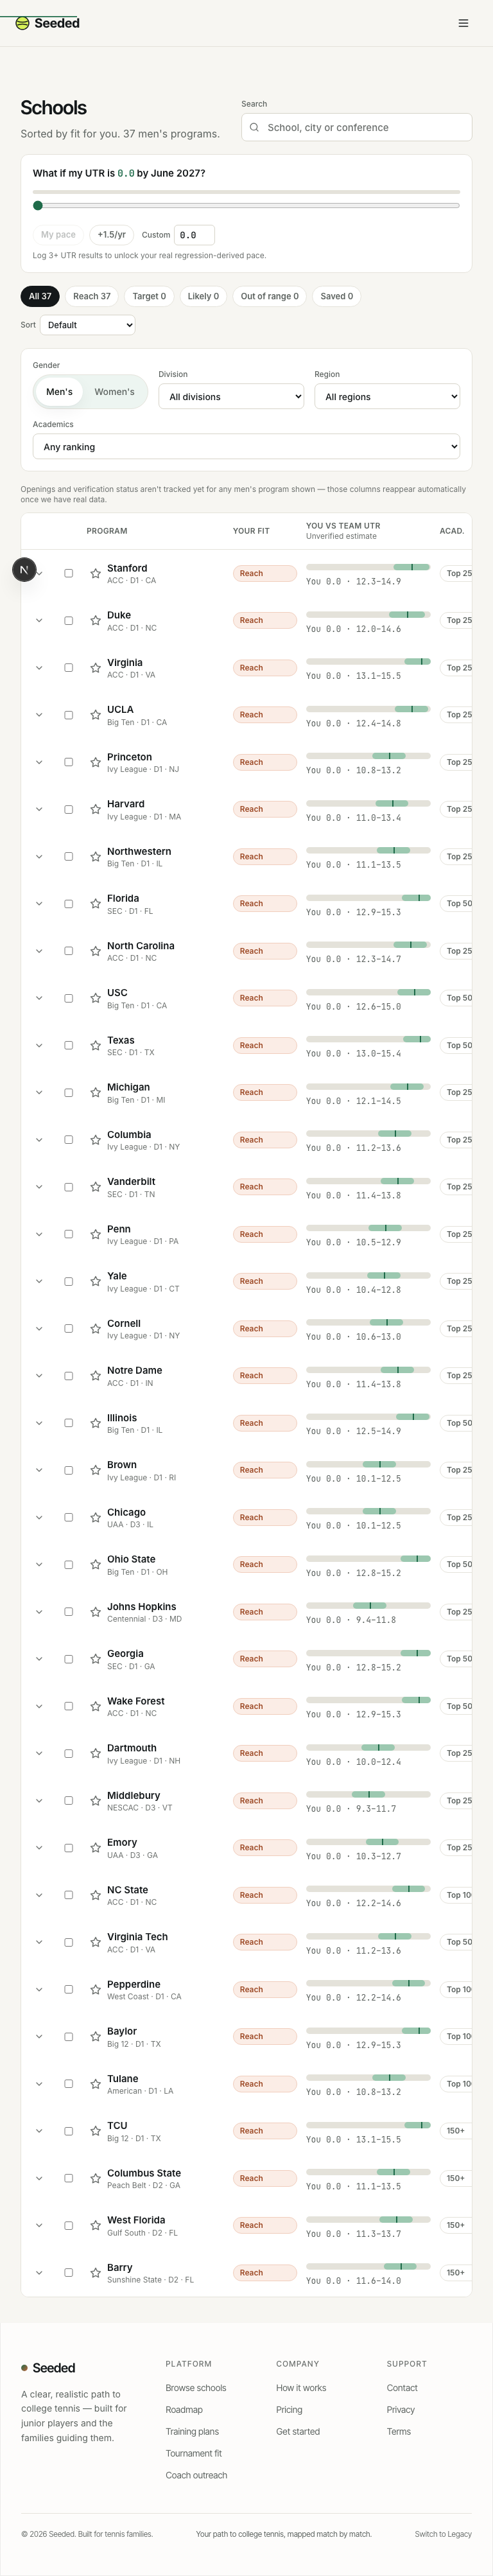 Seeded
Schools
Sorted by fit for you. 37 men's programs.
Search
School, city or conference
What if my UTR is 0.0 by June 2027?
My pace
+1.5/yr
Custom
0.0
Log 3+ UTR results to unlock your real regression-derived pace.
All 37
Reach 37
Target 0
Likely 0
Out of range 0
Saved 0
Sort
Default
Gender
Men's
Women's
Division
All divisions
Region
All regions
Academics
Any ranking
Openings and verification status aren't tracked yet for any men's program shown — those columns reappear automatically
once we have real data.
PROGRAM
YOUR FIT
YOU VS TEAM UTR
Unverified estimate
ACAD.
N
Stanford
ACC · D1 · CA
Reach
You 0.0 · 12.3–14.9
Top 25
Duke
ACC · D1 · NC
Reach
You 0.0 · 12.0–14.6
Top 25
Virginia
ACC · D1 · VA
Reach
You 0.0 · 13.1–15.5
Top 25
UCLA
Big Ten · D1 · CA
Reach
You 0.0 · 12.4–14.8
Top 25
Princeton
Ivy League · D1 · NJ
Reach
You 0.0 · 10.8–13.2
Top 25
Harvard
Ivy League · D1 · MA
Reach
You 0.0 · 11.0–13.4
Top 25
Northwestern
Big Ten · D1 · IL
Reach
You 0.0 · 11.1–13.5
Top 25
Florida
SEC · D1 · FL
Reach
You 0.0 · 12.9–15.3
Top 50
North Carolina
ACC · D1 · NC
Reach
You 0.0 · 12.3–14.7
Top 25
USC
Big Ten · D1 · CA
Reach
You 0.0 · 12.6–15.0
Top 50
Texas
SEC · D1 · TX
Reach
You 0.0 · 13.0–15.4
Top 50
Michigan
Big Ten · D1 · MI
Reach
You 0.0 · 12.1–14.5
Top 25
Columbia
Ivy League · D1 · NY
Reach
You 0.0 · 11.2–13.6
Top 25
Vanderbilt
SEC · D1 · TN
Reach
You 0.0 · 11.4–13.8
Top 25
Penn
Ivy League · D1 · PA
Reach
You 0.0 · 10.5–12.9
Top 25
Yale
Ivy League · D1 · CT
Reach
You 0.0 · 10.4–12.8
Top 25
Cornell
Ivy League · D1 · NY
Reach
You 0.0 · 10.6–13.0
Top 25
Notre Dame
ACC · D1 · IN
Reach
You 0.0 · 11.4–13.8
Top 25
Illinois
Big Ten · D1 · IL
Reach
You 0.0 · 12.5–14.9
Top 50
Brown
Ivy League · D1 · RI
Reach
You 0.0 · 10.1–12.5
Top 25
Chicago
UAA · D3 · IL
Reach
You 0.0 · 10.1–12.5
Top 25
Ohio State
Big Ten · D1 · OH
Reach
You 0.0 · 12.8–15.2
Top 50
Johns Hopkins
Centennial · D3 · MD
Reach
You 0.0 · 9.4–11.8
Top 25
Georgia
SEC · D1 · GA
Reach
You 0.0 · 12.8–15.2
Top 50
Wake Forest
ACC · D1 · NC
Reach
You 0.0 · 12.9–15.3
Top 50
Dartmouth
Ivy League · D1 · NH
Reach
You 0.0 · 10.0–12.4
Top 25
Middlebury
NESCAC · D3 · VT
Reach
You 0.0 · 9.3–11.7
Top 25
Emory
UAA · D3 · GA
Reach
You 0.0 · 10.3–12.7
Top 25
NC State
ACC · D1 · NC
Reach
You 0.0 · 12.2–14.6
Top 10
Virginia Tech
ACC · D1 · VA
Reach
You 0.0 · 11.2–13.6
Top 50
Pepperdine
West Coast · D1 · CA
Reach
You 0.0 · 12.2–14.6
Top 10
Baylor
Big 12 · D1 · TX
Reach
You 0.0 · 12.9–15.3
Top 10
Tulane
American · D1 · LA
Reach
You 0.0 · 10.8–13.2
Top 10
TCU
Big 12 · D1 · TX
Reach
You 0.0 · 13.1–15.5
150+
Columbus State
Peach Belt · D2 · GA
Reach
You 0.0 · 11.1–13.5
150+
West Florida
Gulf South · D2 · FL
Reach
You 0.0 · 11.3–13.7
150+
Barry
Sunshine State · D2 · FL
Reach
You 0.0 · 11.6–14.0
150+
Seeded
A clear, realistic path to
college tennis — built for
junior players and the
families guiding them.
PLATFORM
Browse schools
Roadmap
Training plans
Tournament fit
Coach outreach
COMPANY
How it works
Pricing
Get started
SUPPORT
Contact
Privacy
Terms
© 2026 Seeded. Built for tennis families.
Your path to college tennis, mapped match by match.
Switch to Legacy